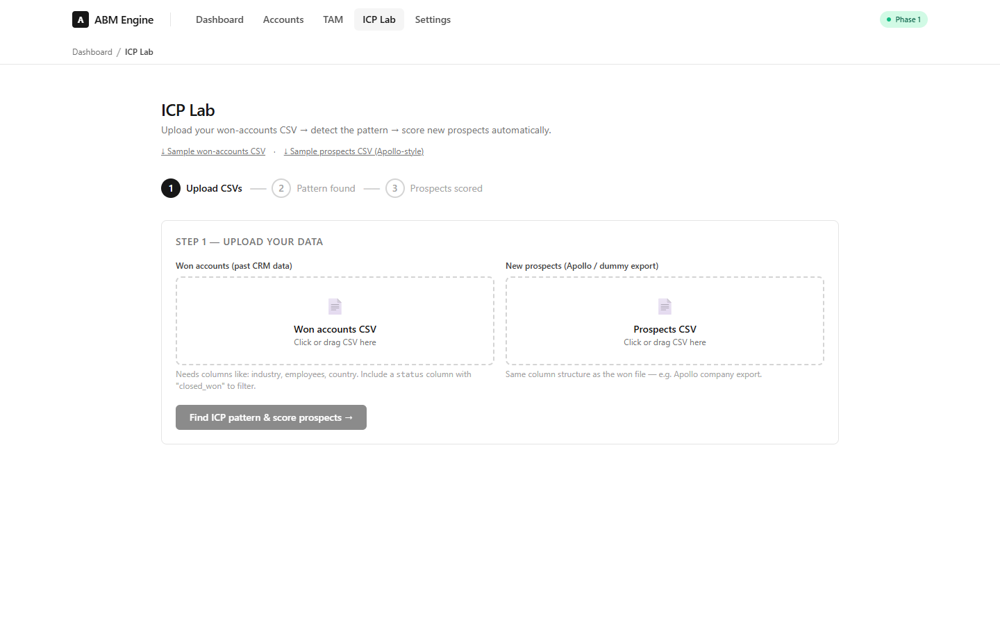 A ABM Engine Dashboard Accounts TAM ICP Lab Settings Phase 1
Dashboard / ICP Lab
ICP Lab
Upload your won-accounts CSV → detect the pattern → score new prospects automatically.
↓ Sample won-accounts CSV · ↓ Sample prospects CSV (Apollo-style)
1 Upload CSVs 2 Pattern found 3 Prospects scored
STEP 1 — UPLOAD YOUR DATA
Won accounts (past CRM data)
Won accounts CSV
Click or drag CSV here
Needs columns like: industry, employees, country. Include a status column with
"closed_won" to filter.
New prospects (Apollo / dummy export)
Prospects CSV
Click or drag CSV here
Same column structure as the won file — e.g. Apollo company export.
Find ICP pattern & score prospects →